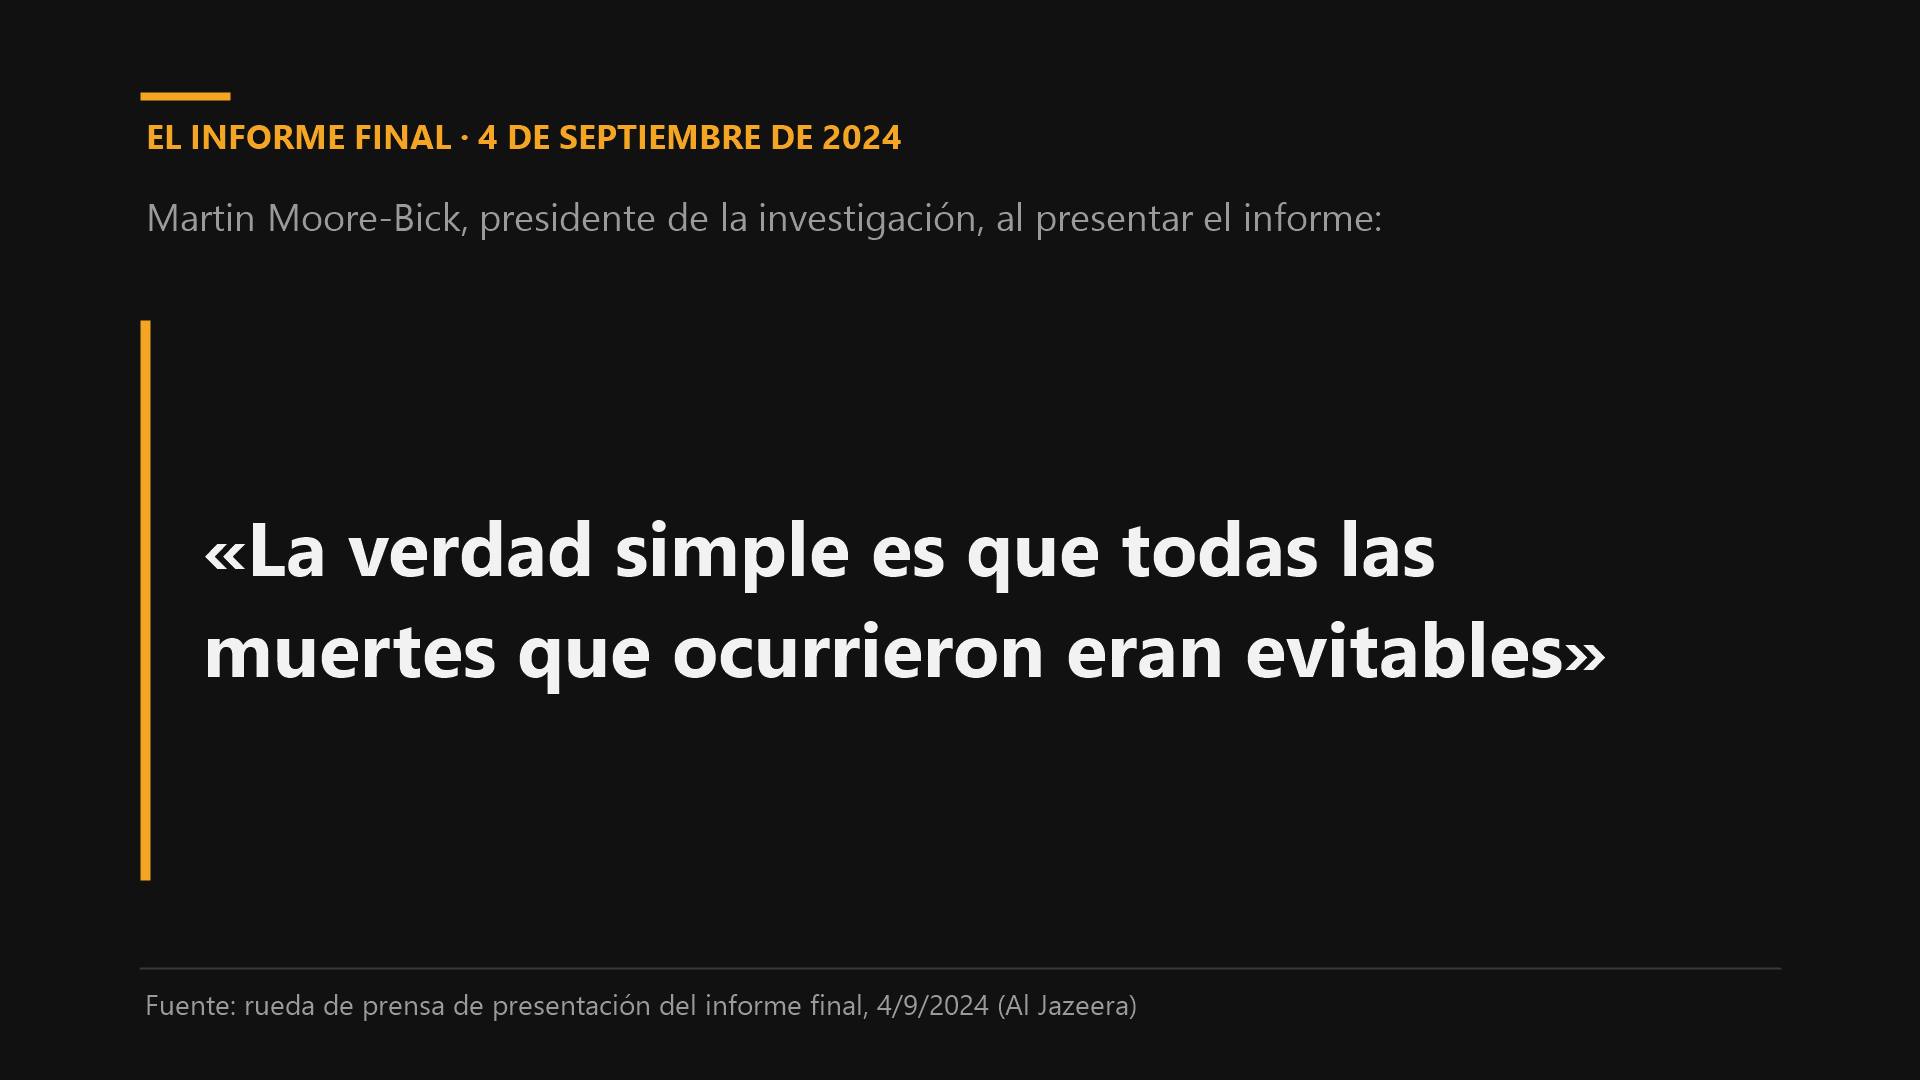 EL INFORME FINAL · 4 DE SEPTIEMBRE DE 2024
Martin Moore-Bick, presidente de la investigación, al presentar el informe:
«La verdad simple es que todas las
muertes que ocurrieron eran evitables»
Fuente: rueda de prensa de presentación del informe final, 4/9/2024 (Al Jazeera)